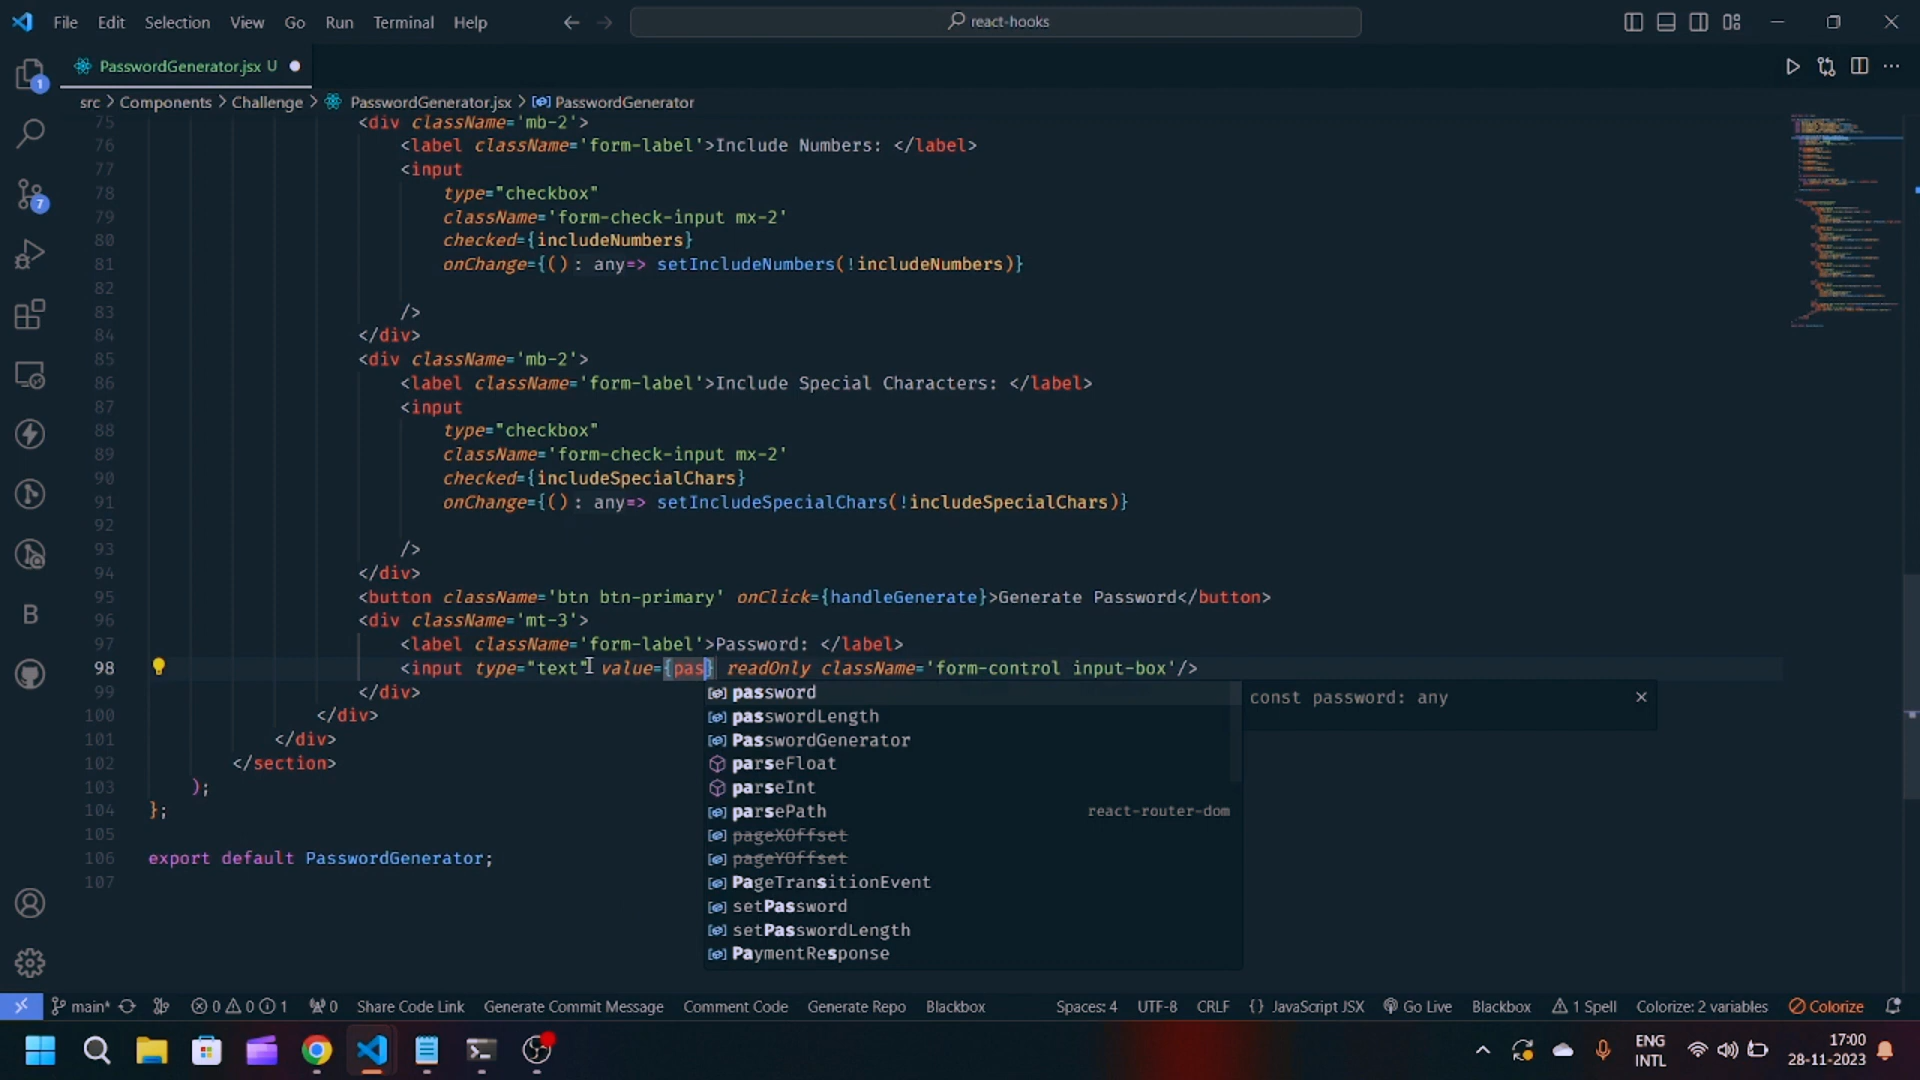 File Edit Selection View Go Run Terminal Help
react-hooks
PasswordGenerator.jsx U
src > Components > Challenge > PasswordGenerator.jsx > PasswordGenerator
75 <div className='mb-2'>
76 <label className='form-label'>Include Numbers: </label>
77 <input
78 type="checkbox"
79 className='form-check-input mx-2'
80 checked={includeNumbers}
81 onChange={(): any=> setIncludeNumbers(!includeNumbers)}
82
83 />
84 </div>
85 <div className='mb-2'>
86 <label className='form-label'>Include Special Characters: </label>
87 <input
88 type="checkbox"
89 className='form-check-input mx-2'
90 checked={includeSpecialChars}
91 onChange={(): any=> setIncludeSpecialChars(!includeSpecialChars)}
92
93 />
94 </div>
95 <button className='btn btn-primary' onClick={handleGenerate}>Generate Password</button>
96 <div className='mt-3'>
97 <label className='form-label'>Password: </label>
98 <input type="text" value={pas} readOnly className='form-control input-box'/>
99 </div>
100 </div>
101 </div>
102 </section>
103 );
104 };
105
106 export default PasswordGenerator;
107
password
const password: any
passwordLength
PasswordGenerator
parseFloat
parseInt
parsePath react-router-dom
pageXOffset
pageYOffset
PageTransitionEvent
setPassword
setPasswordLength
PaymentResponse
1
7
B
main* 0 0 1 0 Share Code Link Generate Commit Message Comment Code Generate Repo Blackbox Spaces: 4 UTF-8 CRLF {} JavaScript JSX Go Live Blackbox 1 Spell Colorize: 2 variables Colorize
ENG
INTL
17:00
28-11-2023